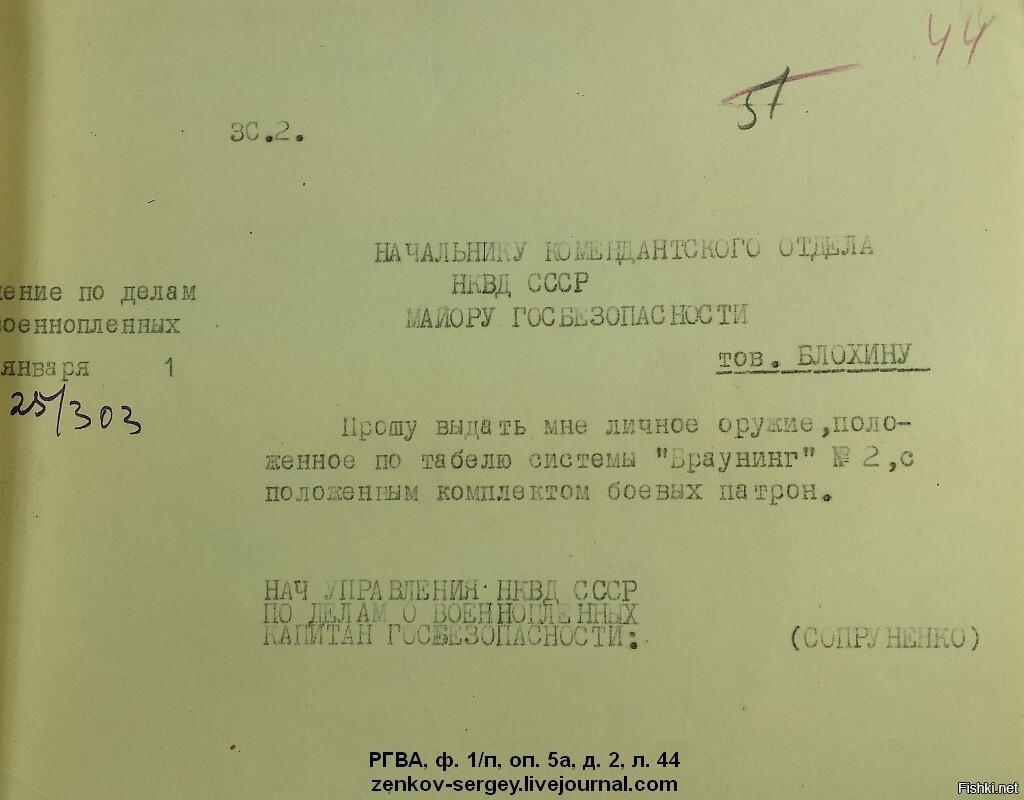 44
51
ЗС.2.
НАЧАЛЬНИКУ КОМЕНДАНТСКОГО ОТДЕЛА
НКВД СССР
МАЙОРУ ГОСБЕЗОПАСНОСТИ
тов. БЛОХИНУ
ение по делам
военнопленных
января 1
25/303
Прошу выдать мне личное оружие,поло-
женное по табелю системы "Браунинг" № 2,с
положенным комплектом боевых патрон.
НАЧ УПРАВЛЕНИЯ НКВД СССР
ПО ДЕЛАМ О ВОЕННОПЛЕННЫХ
КАПИТАН ГОСБЕЗОПАСНОСТИ: (СОПРУНЕНКО)
РГВА, ф. 1/п, оп. 5а, д. 2, л. 44
zenkov-sergey.livejournal.com
Fishki.net